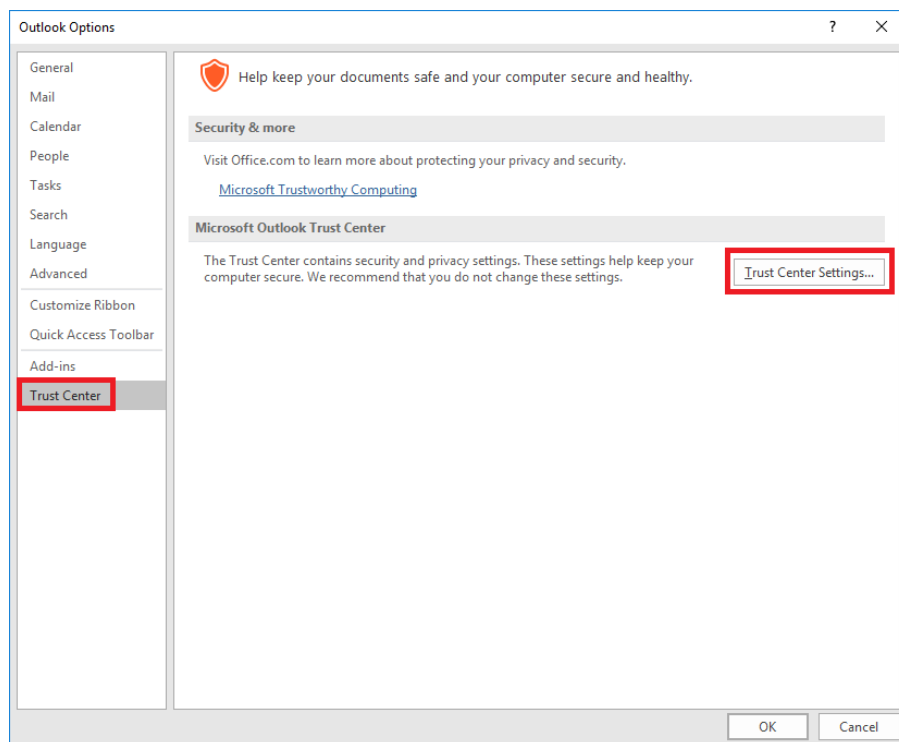 Outlook Options
?
General
Mail
Calendar
People
Tasks
Search
Language
Advanced
Customize Ribbon
Quick Access Toolbar
Add-ins
Trust Center
Help keep your documents safe and your computer secure and healthy.
Security & more
Visit Office.com to learn more about protecting your privacy and security.
Microsoft Trustworthy Computing
Microsoft Outlook Trust Center
The Trust Center contains security and privacy settings. These settings help keep your
computer secure. We recommend that you do not change these settings.
Trust Center Settings...
OK
Cancel